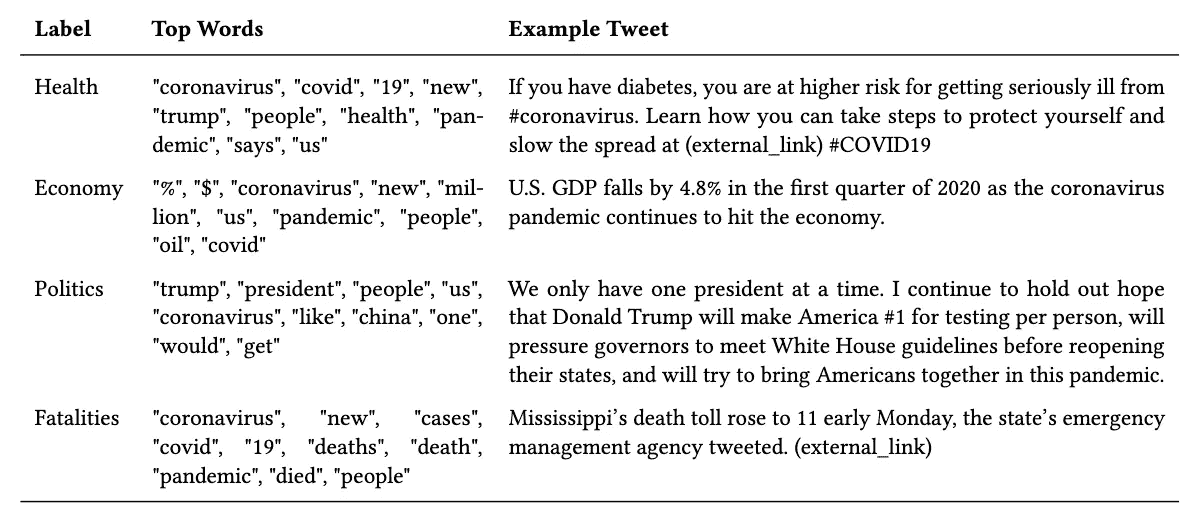 Label Top Words Example Tweet
Health "coronavirus", "covid", "19", "new", If you have diabetes, you are at higher risk for getting seriously ill from
"trump", "people", "health", "pan- #coronavirus. Learn how you can take steps to protect yourself and
demic", "says", "us" slow the spread at (external_link) #COVID19
Economy "%", "$", "coronavirus", "new", "mil- U.S. GDP falls by 4.8% in the first quarter of 2020 as the coronavirus
lion", "us", "pandemic", "people", pandemic continues to hit the economy.
"oil", "covid"
Politics "trump", "president", "people", "us", We only have one president at a time. I continue to hold out hope
"coronavirus", "like", "china", "one", that Donald Trump will make America #1 for testing per person, will
"would", "get" pressure governors to meet White House guidelines before reopening
their states, and will try to bring Americans together in this pandemic.
Fatalities "coronavirus", "new", "cases", Mississippi's death toll rose to 11 early Monday, the state's emergency
"covid", "19", "deaths", "death", management agency tweeted. (external_link)
"pandemic", "died", "people"